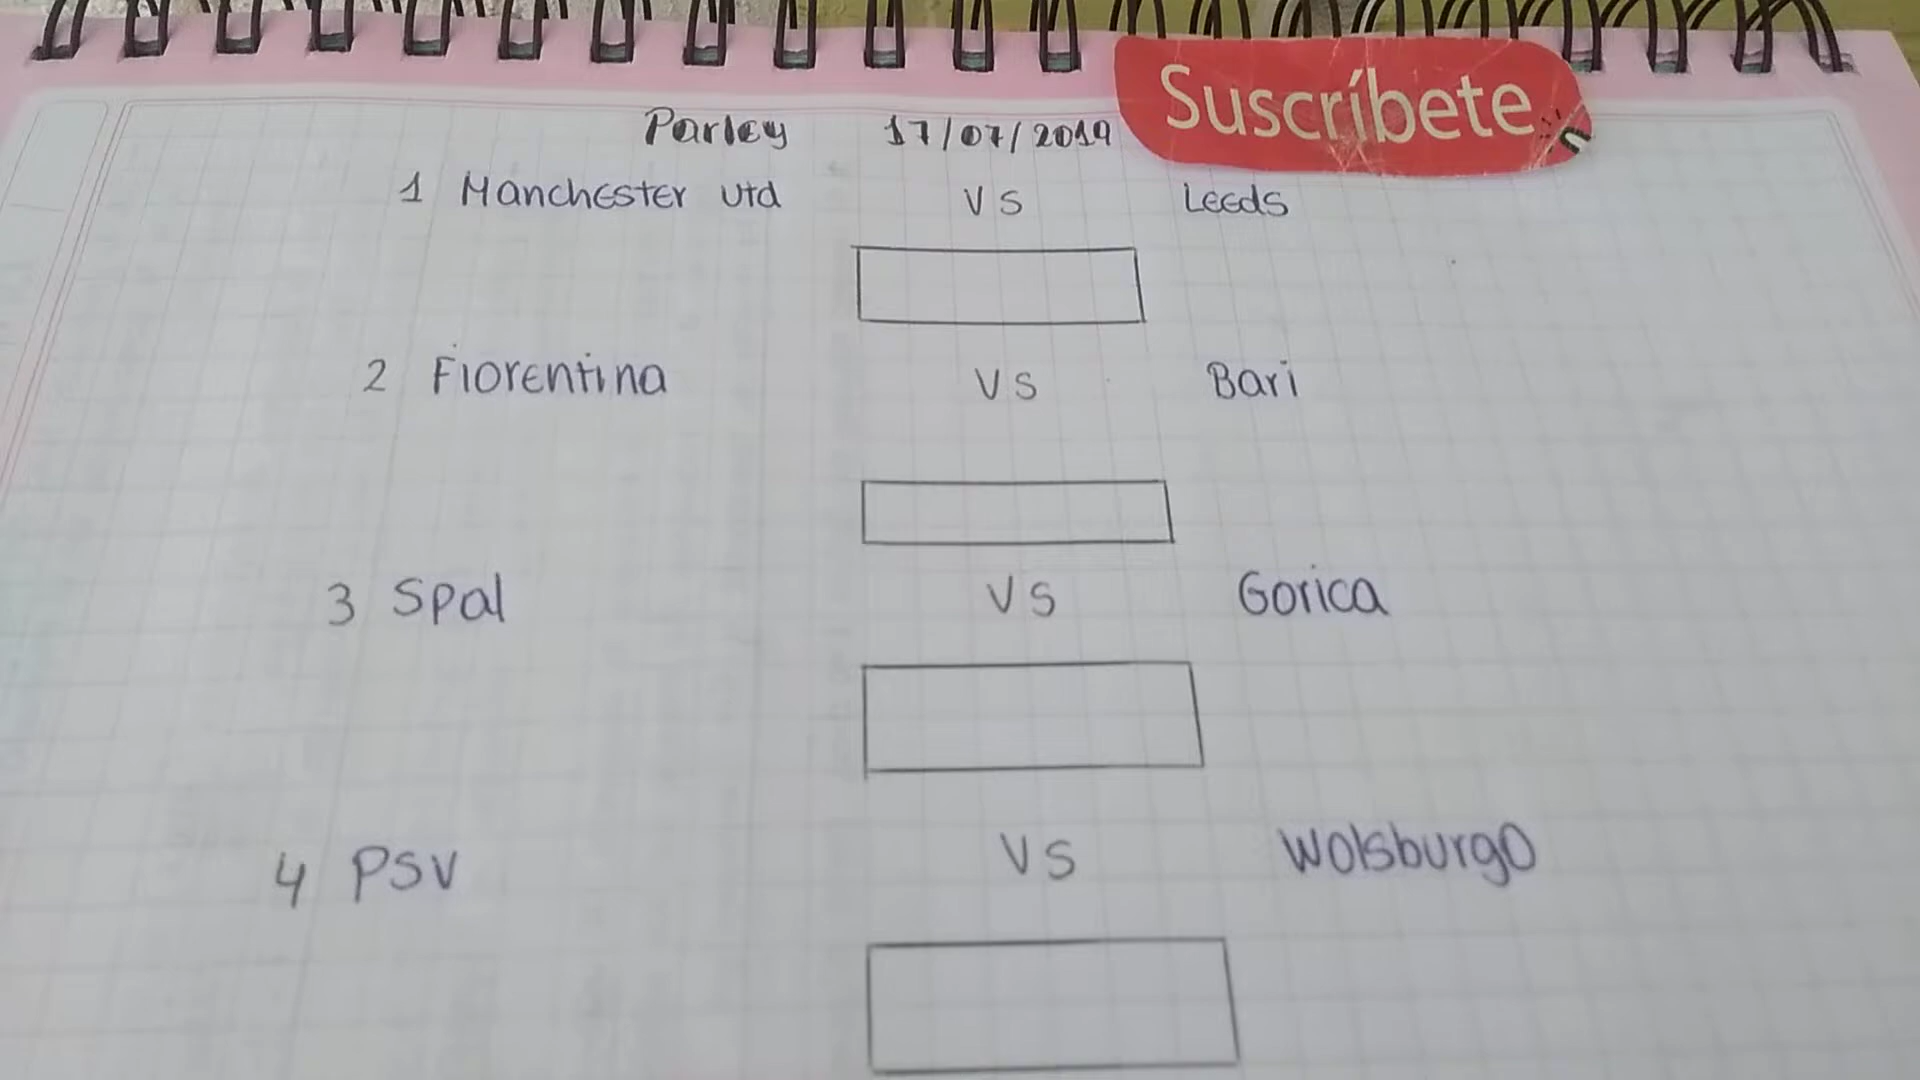 Suscríbete
Parley 17/07/2019
1 Manchester Utd VS Leeds
2 Fiorentina VS Bari
3 Spal VS Gorica
4 PSV VS Wolsburgo